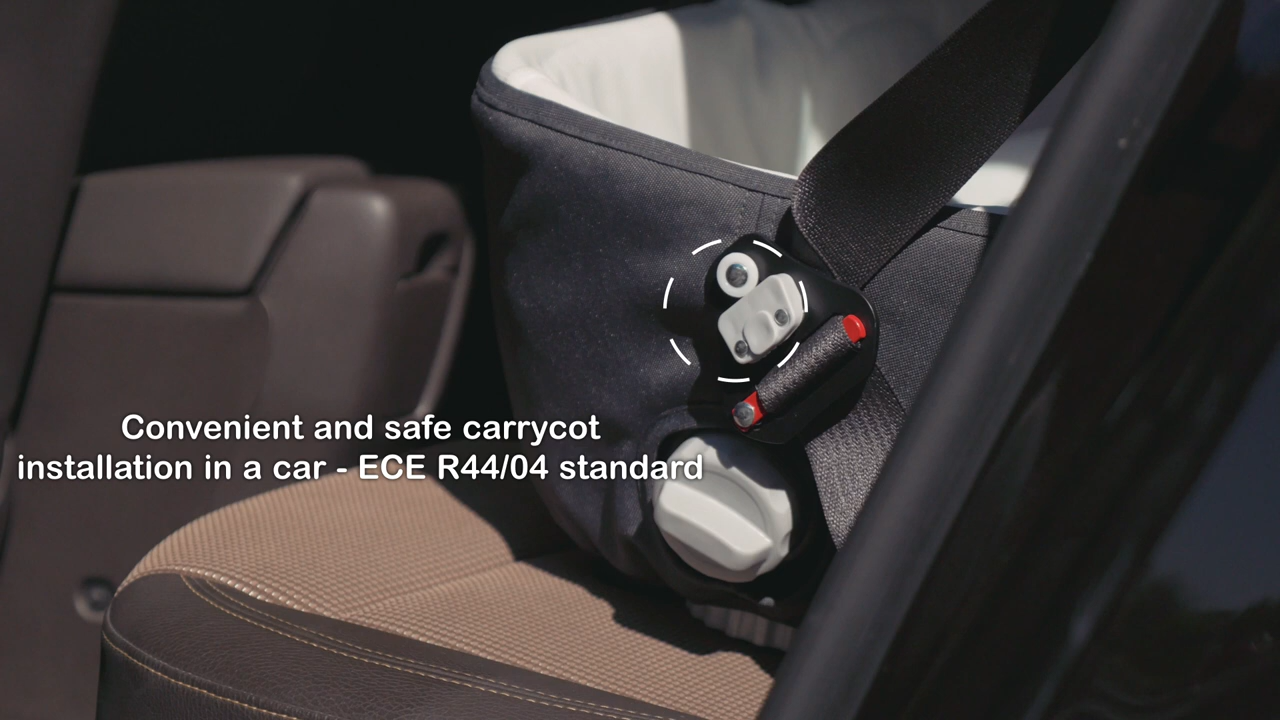 Convenient and safe carrycot
installation in a car - ECE R44/04 standard